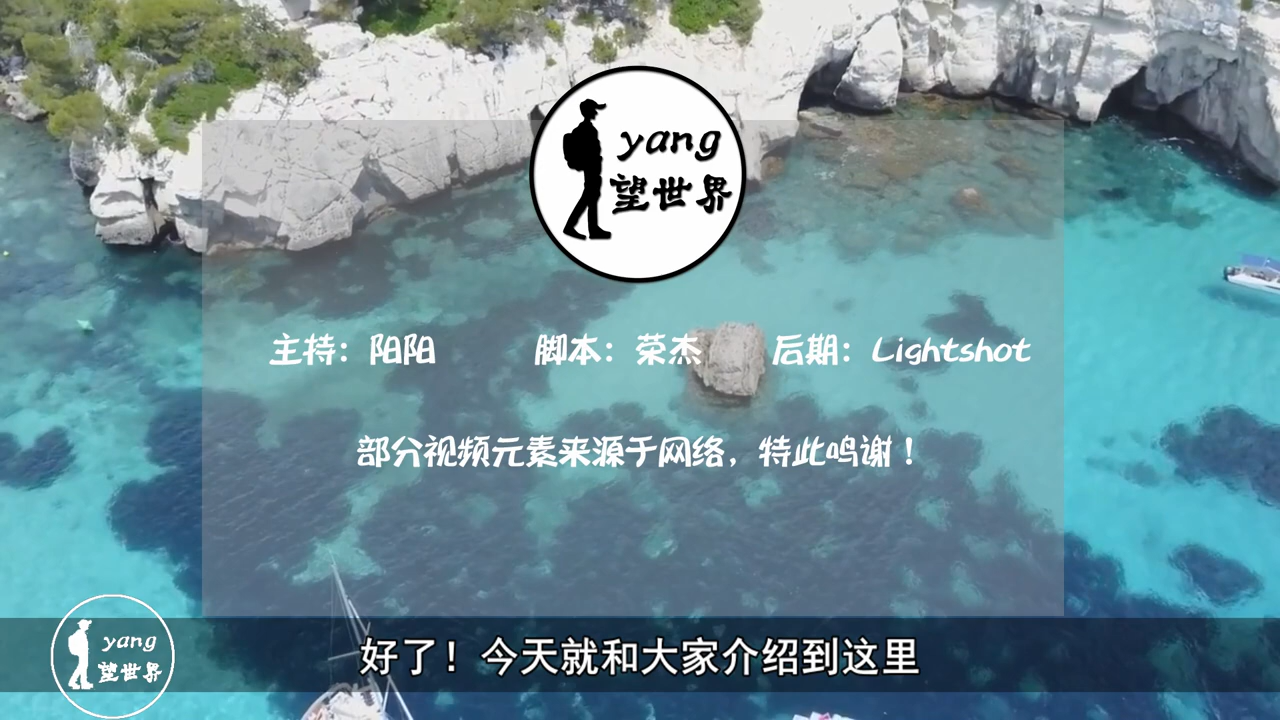 yang
望世界
主持：阳阳 脚本：荣杰 后期：Lightshot
部分视频元素来源于网络，特此鸣谢！
好了！今天就和大家介绍到这里
yang
望世界